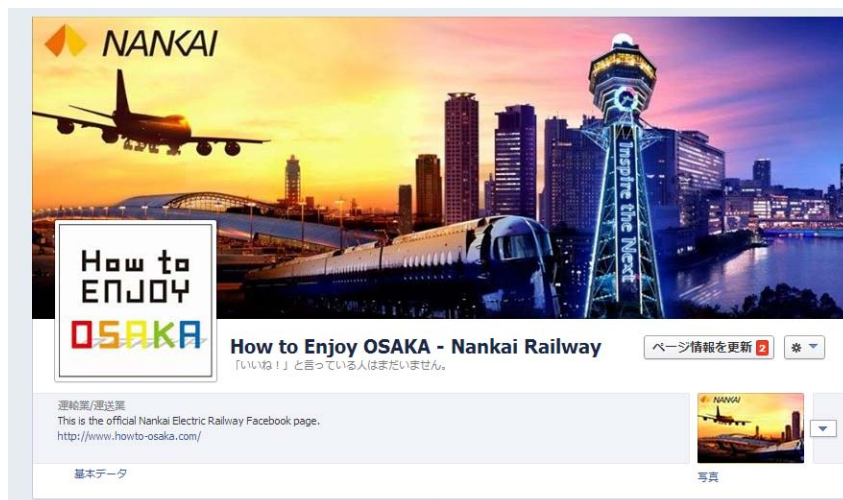 NANKAI
Inspire the Next
How to
ENJOY
OSAKA
How to Enjoy OSAKA - Nankai Railway
「いいね！」と言っている人はまだいません。
ページ情報を更新 2
運輸業/運送業
This is the official Nankai Electric Railway Facebook page.
http://www.howto-osaka.com/
NANKAI
基本データ
写真